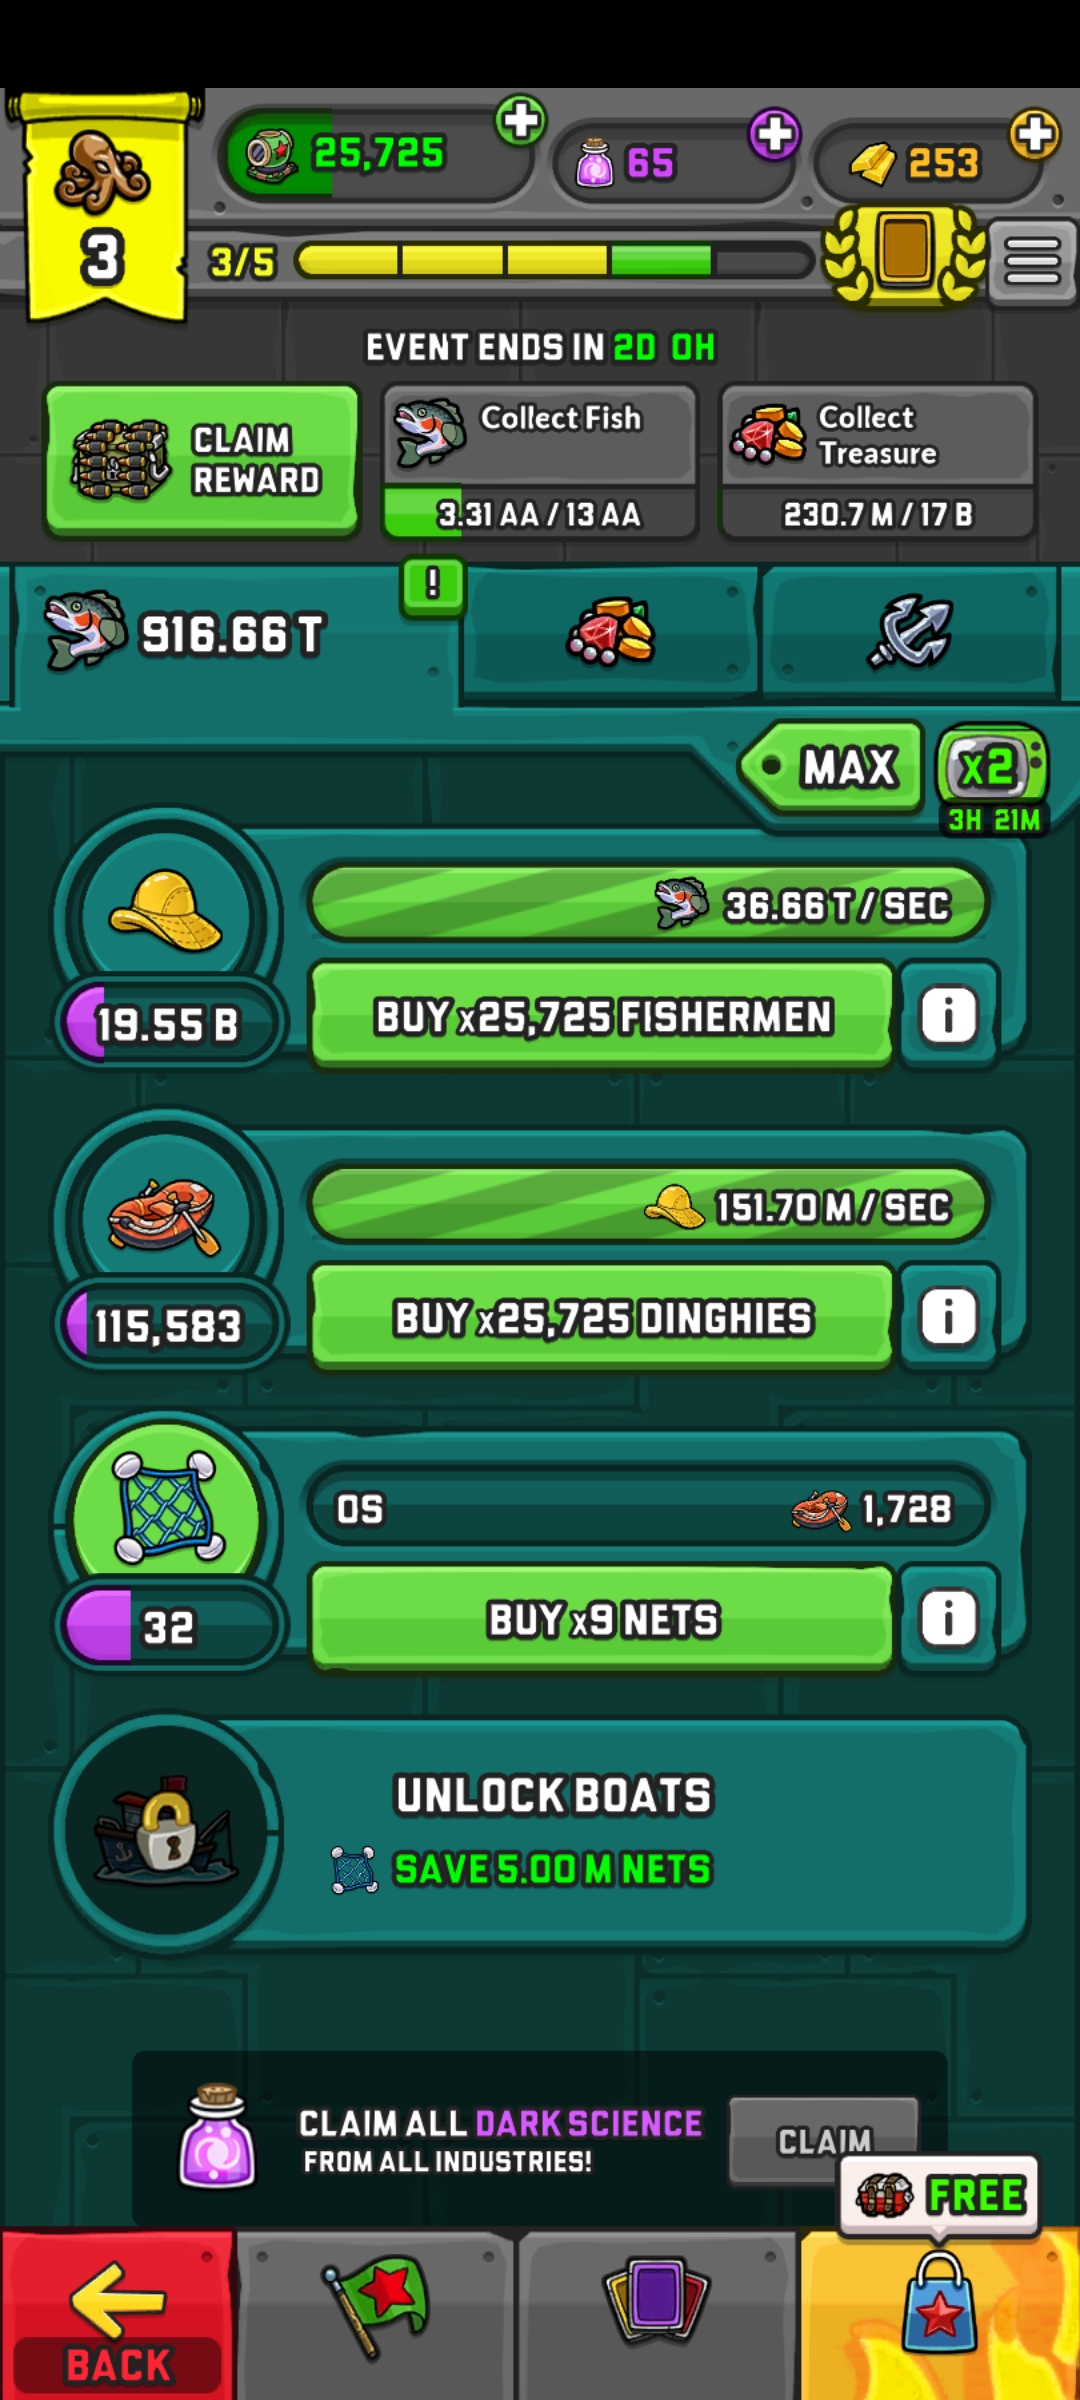 25,725
65
253
3
3/5
EVENT ENDS IN 2D 0H
CLAIM
REWARD
Collect Fish
3.31 AA / 13 AA
Collect
Treasure
230.7 M / 17 B
!
916.66 T
MAX
x2
3H 21M
36.66 T / SEC
19.55 B
BUY x25,725 FISHERMEN
i
151.70 M / SEC
115,583
BUY x25,725 DINGHIES
i
0S
1,728
32
BUY x9 NETS
i
UNLOCK BOATS
SAVE 5.00 M NETS
CLAIM ALL DARK SCIENCE
FROM ALL INDUSTRIES!
CLAIM
FREE
BACK